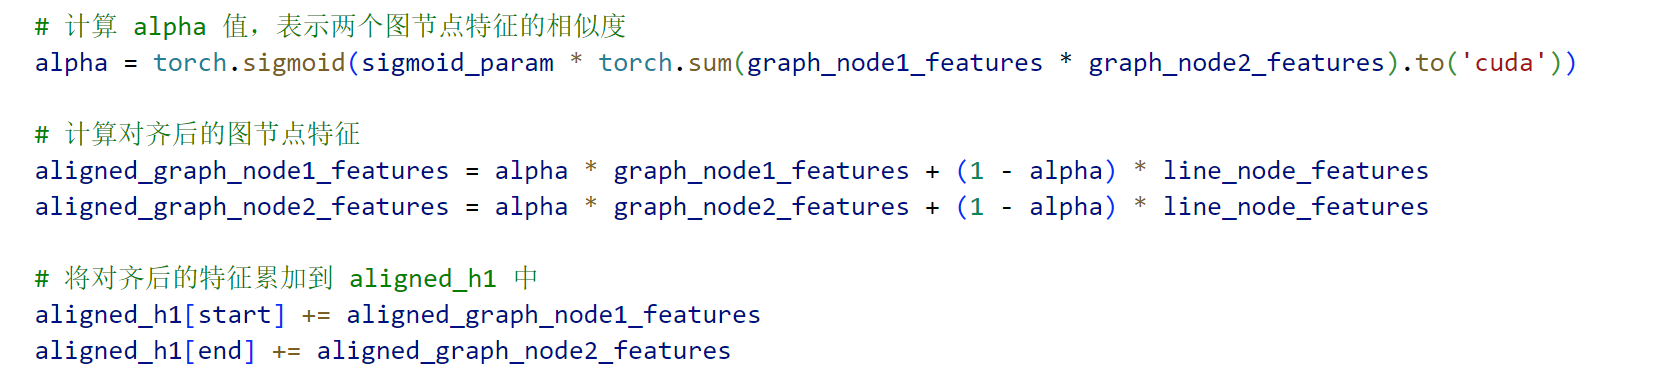 # 计算 alpha 值，表示两个图节点特征的相似度
alpha = torch.sigmoid(sigmoid_param * torch.sum(graph_node1_features * graph_node2_features).to('cuda'))
# 计算对齐后的图节点特征
aligned_graph_node1_features = alpha * graph_node1_features + (1 - alpha) * line_node_features
aligned_graph_node2_features = alpha * graph_node2_features + (1 - alpha) * line_node_features
# 将对齐后的特征累加到 aligned_h1 中
aligned_h1[start] += aligned_graph_node1_features
aligned_h1[end] += aligned_graph_node2_features